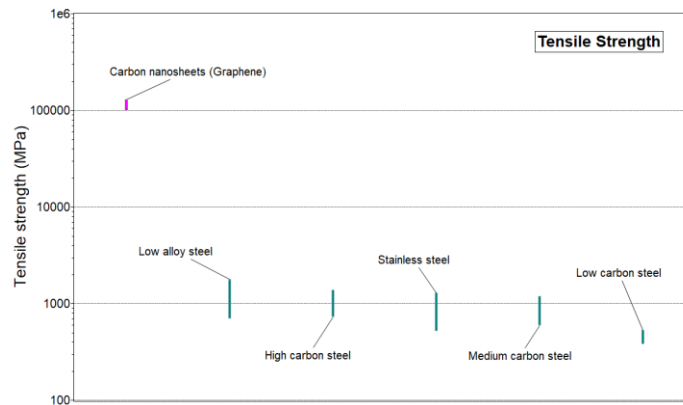 1e6
Tensile Strength
Carbon nanosheets (Graphene)
100000
Tensile strength (MPa)
10000
Low alloy steel
Stainless steel
Low carbon steel
1000
High carbon steel
Medium carbon steel
100